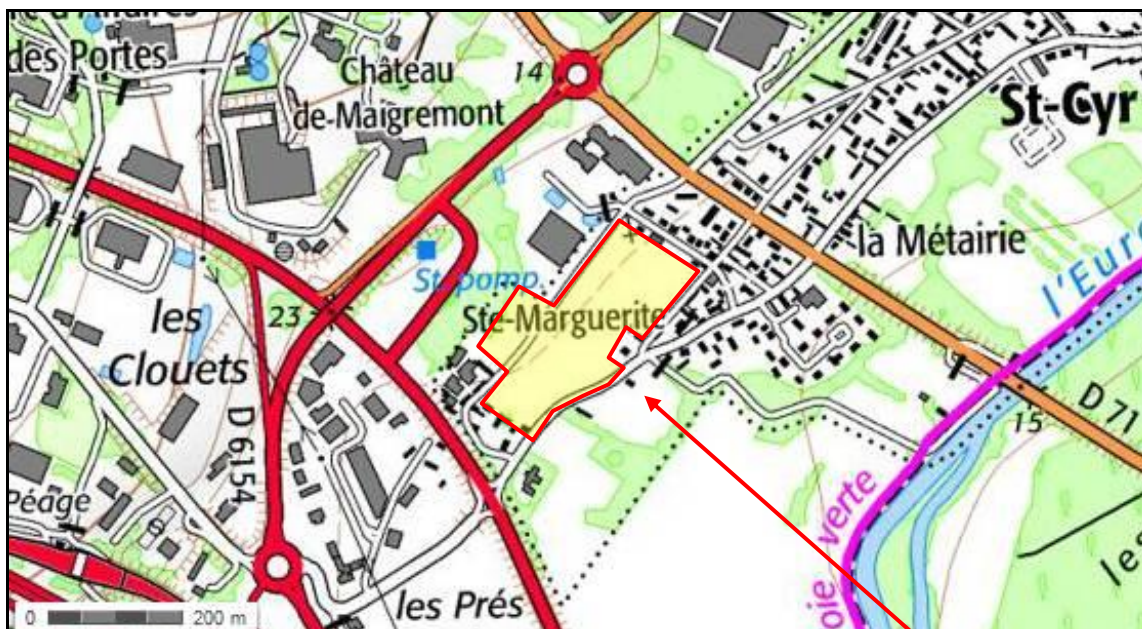 des Portes
Château
de-Maigremont
14
St-Cyr
la Métairie
l'Eure
St. pomp.
Ste-Marguerite
23
les
Clouets
D 6154
D 71
15
Péage
voie verte
les
les Prés
0
200 m